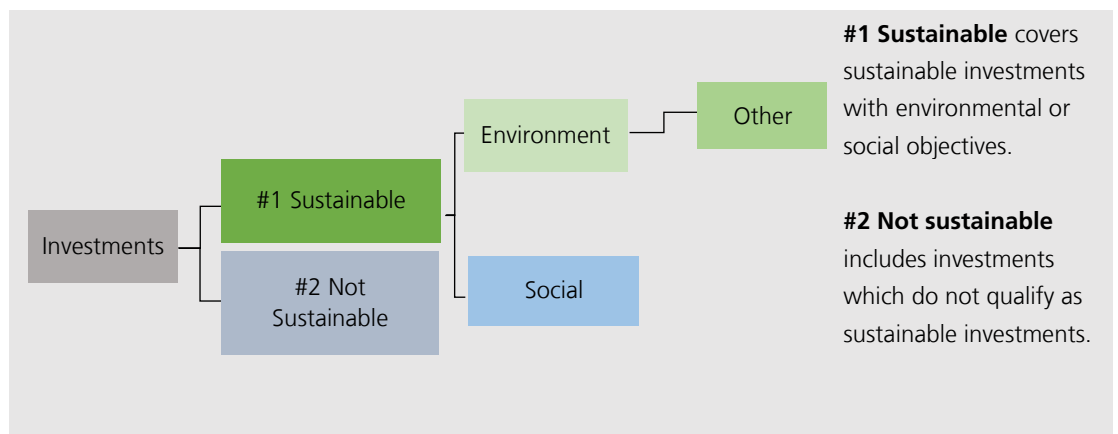 Investments
#1 Sustainable
#2 Not
Sustainable
Environment
Social
Other
#1 Sustainable covers
sustainable investments
with environmental or
social objectives.
#2 Not sustainable
includes investments
which do not qualify as
sustainable investments.